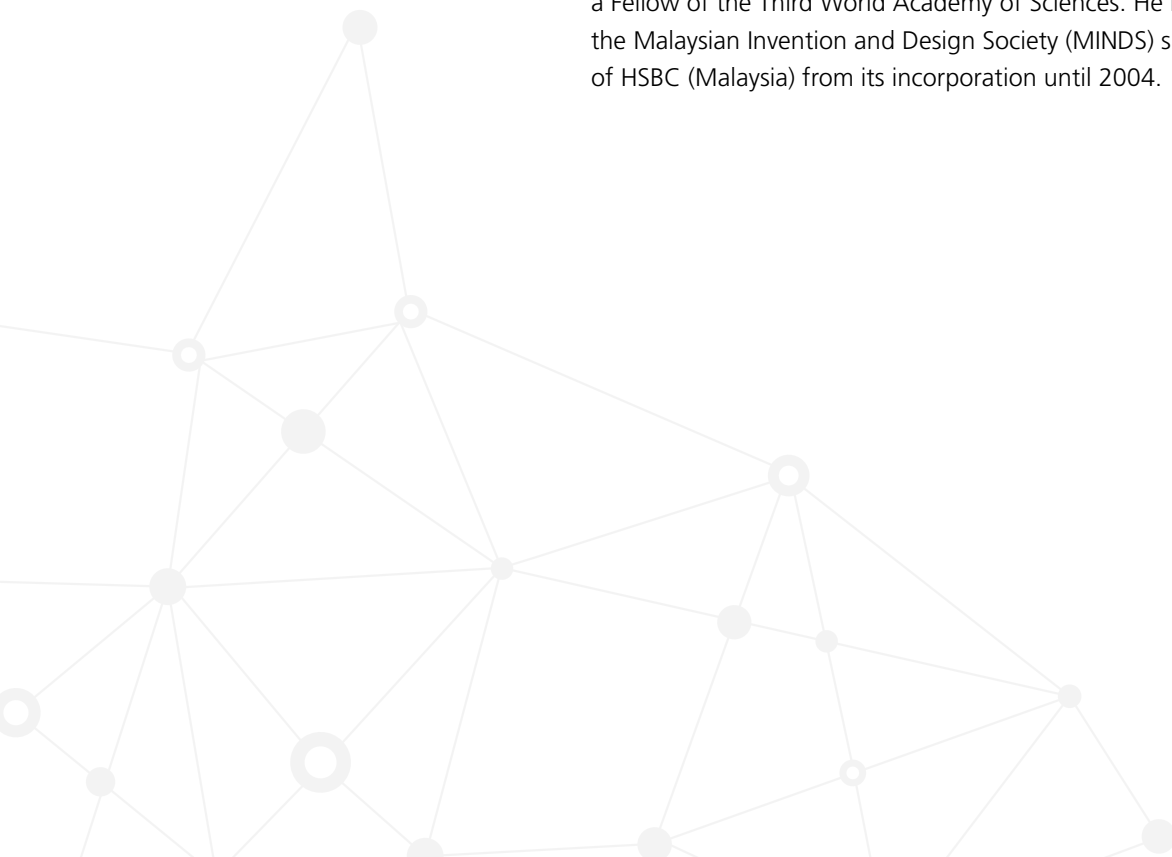 a Fellow of the Third World Academy of Sciences. He
the Malaysian Invention and Design Society (MINDS)
of HSBC (Malaysia) from its incorporation until 2004.